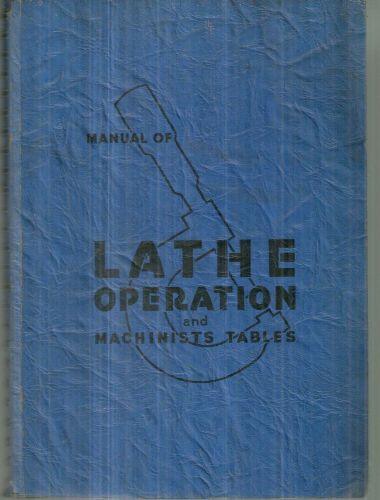 MANUAL OF
LATHE
OPERATION
and
MACHINISTS TABLES